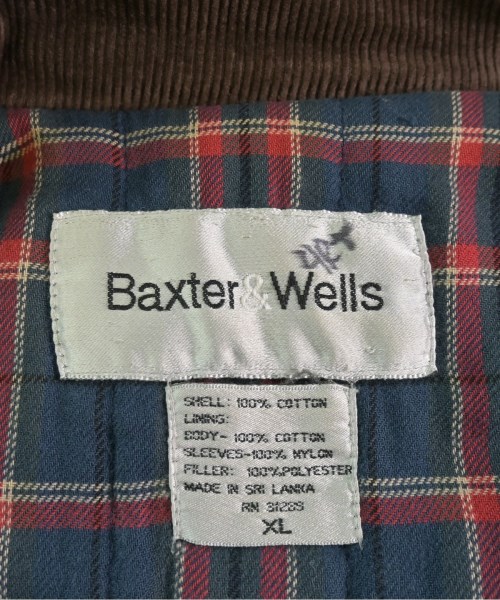 Baxter & Wells
SHELL: 100% COTTON
LINING:
BODY- 100% COTTON
SLEEVES-100% NYLON
FILLER: 100%POLYESTER
MADE IN SRI LANKA
RN 31289
XL